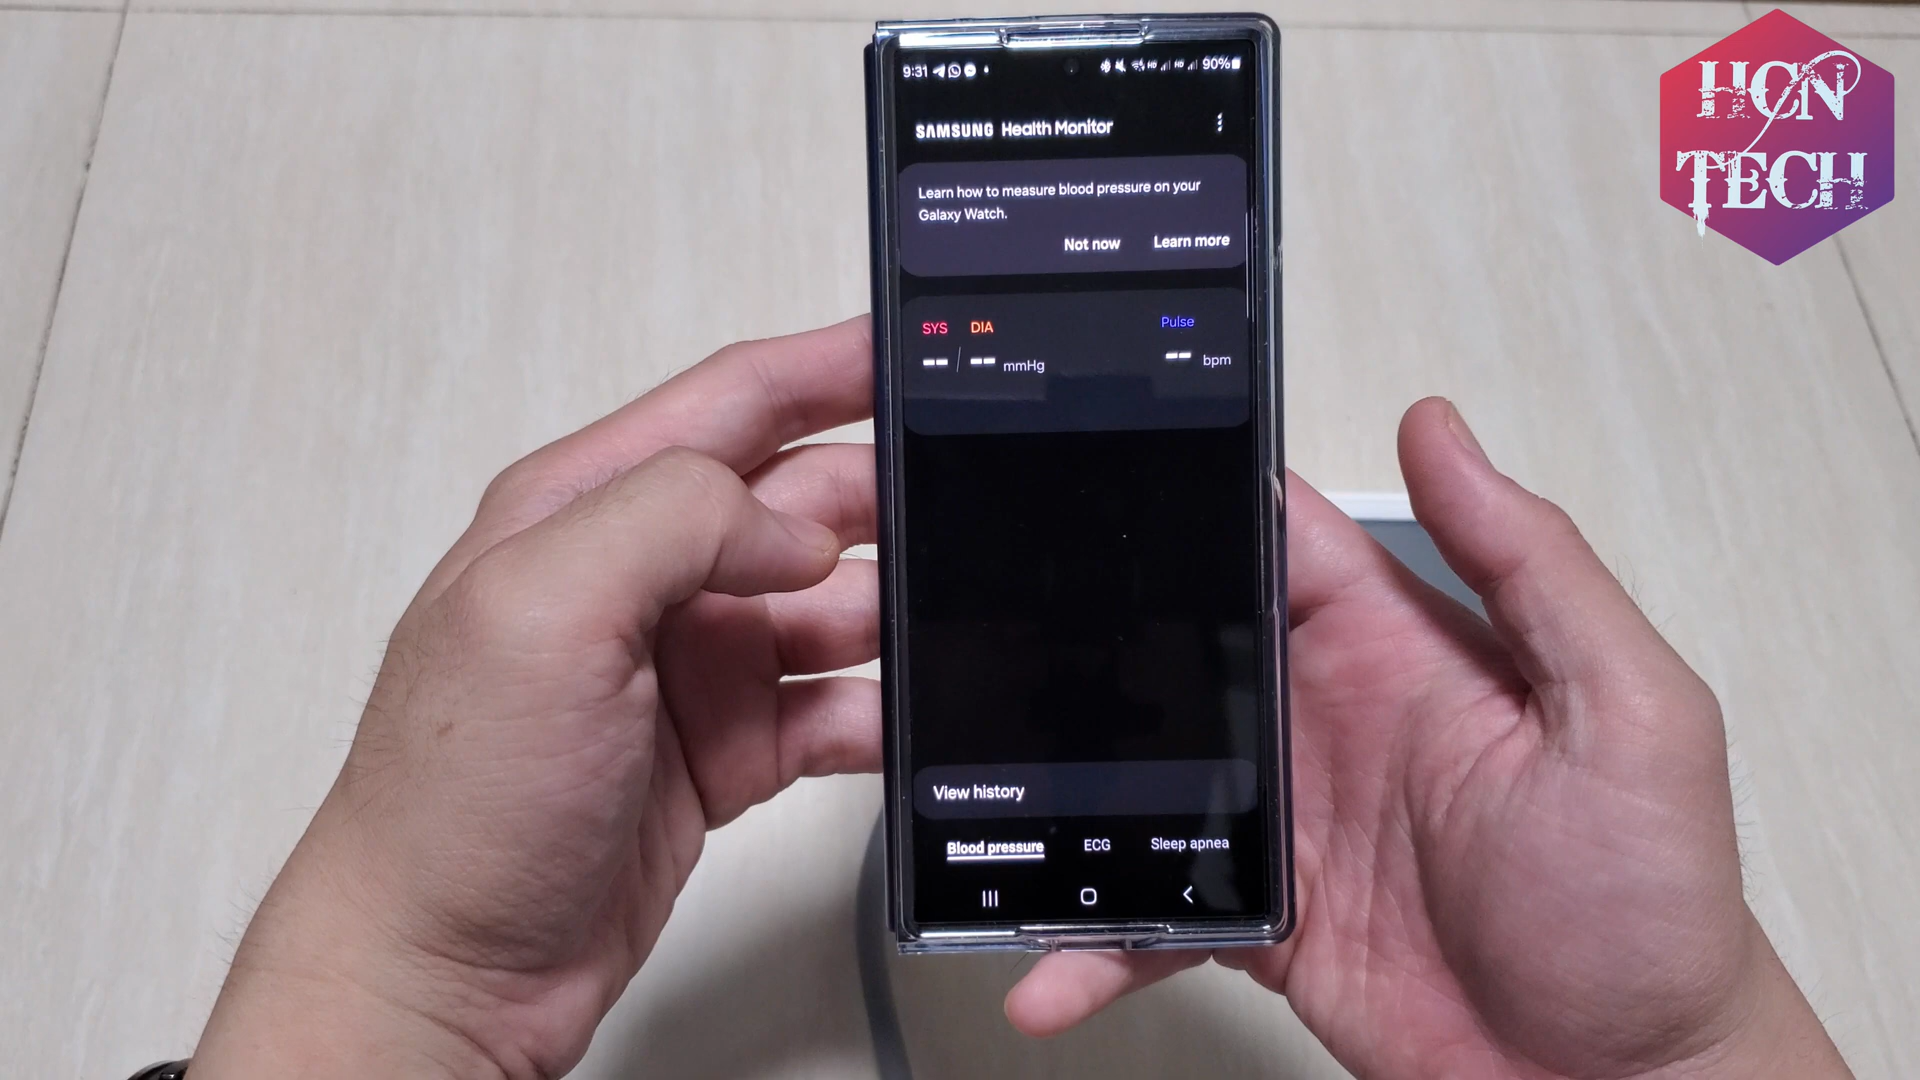 HCN
TECH
9:31
90%
SAMSUNG Health Monitor
Learn how to measure blood pressure on your
Galaxy Watch.
Not now Learn more
SYS DIA Pulse
-- / -- mmHg -- bpm
View history
Blood pressure ECG Sleep apnea